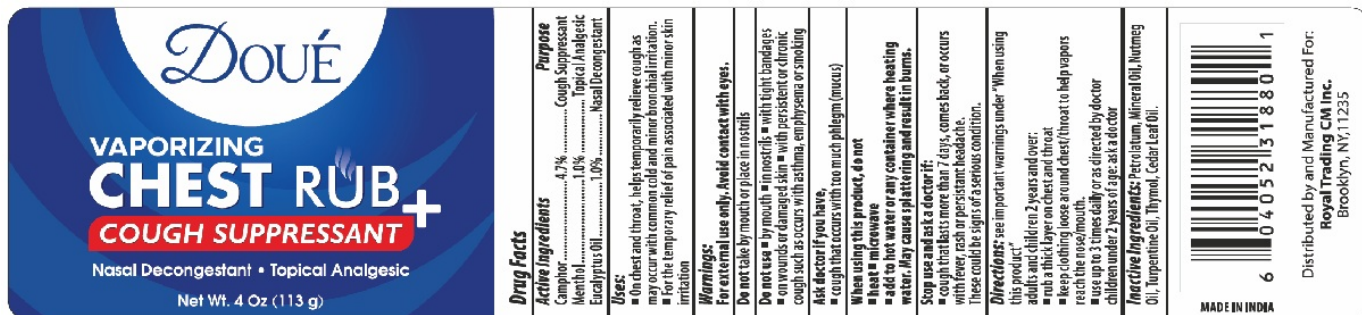 DOUÉ
VAPORIZING
CHEST RUB+
COUGH SUPPRESSANT
Nasal Decongestant • Topical Analgesic
Net Wt. 4 Oz (113 g)
Drug Facts
Active Ingredients Purpose
Camphor ..............4.7% ..........Cough Suppressant
Menthol ..............1.0% ..........Topical Analgesic
Eucalyptus Oil ..........1.0% ..........Nasal Decongestant
Uses:
▪ On chest and throat, helps temporarily relieve cough as
may occur with common cold and minor bronchial irritation.
▪ For the temporary relief of pain associated with minor skin
irritation
Warnings:
For external use only. Avoid contact with eyes.
Do not take by mouth or place in nostrils
Do not use ▪ by mouth ▪ in nostrils ▪ with tight bandages
▪ on wounds or damaged skin ▪ with persistent or chronic
cough such as occurs with asthma, emphysema or smoking
Ask doctor if you have,
▪ cough that occurs with too much phlegm (mucus)
When using this product, do not
▪ heat ▪ microwave
▪ add to hot water or any container where heating
water. May cause splattering and result in burns.
Stop use and ask a doctor if:
▪ cough that lasts more than 7 days, comes back, or occurs
with fever, rash or persistent headache.
These could be signs of a serious condition.
Directions: see important warnings under "When using
this product"
adults and children 2 years and over:
▪ rub a thick layer on chest and throat
▪ keep clothing loose around chest/throat to help vapors
reach the nose/mouth.
▪ use up to 3 times daily or as directed by doctor
children under 2 years of age: ask a doctor
Inactive Ingredients: Petrolatum, Mineral Oil, Nutmeg
Oil, Turpentine Oil, Thymol, Cedar Leaf Oil.
6 04052 31880 1
MADE IN INDIA
Distributed by and Manufactured For:
Royal Trading CM Inc.
Brooklyn, NY,11235